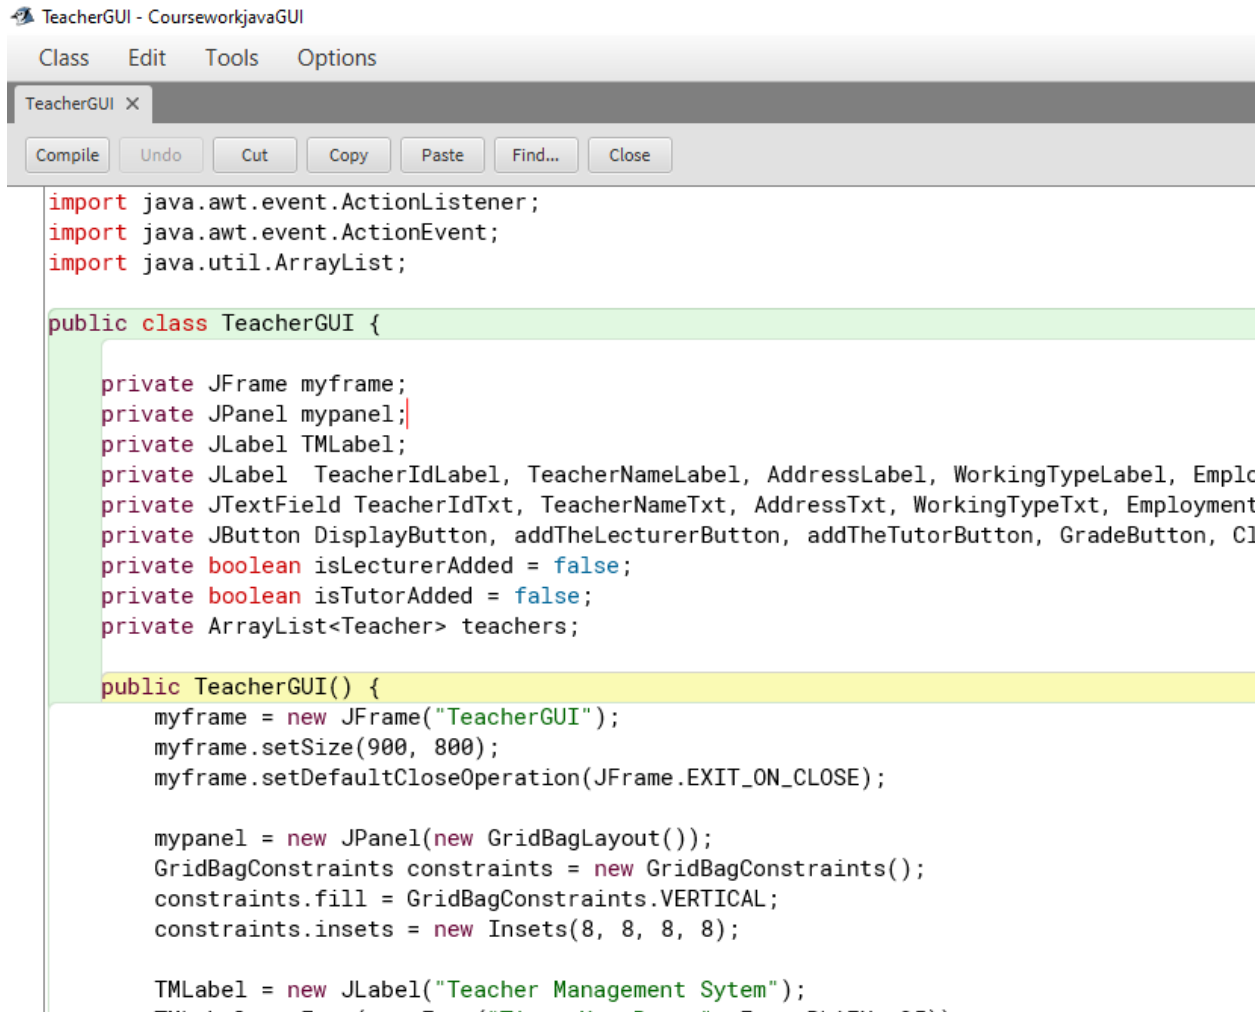 TeacherGUI - CourseworkjavaGUI
Class Edit Tools Options
TeacherGUI ×
Compile Undo Cut Copy Paste Find... Close
import java.awt.event.ActionListener;
import java.awt.event.ActionEvent;
import java.util.ArrayList;
public class TeacherGUI {
private JFrame myframe;
private JPanel mypanel;
private JLabel TMLabel;
private JLabel  TeacherIdLabel, TeacherNameLabel, AddressLabel, WorkingTypeLabel, Emplo
private JTextField TeacherIdTxt, TeacherNameTxt, AddressTxt, WorkingTypeTxt, Employment
private JButton DisplayButton, addTheLecturerButton, addTheTutorButton, GradeButton, Cl
private boolean isLecturerAdded = false;
private boolean isTutorAdded = false;
private ArrayList<Teacher> teachers;
public TeacherGUI() {
myframe = new JFrame("TeacherGUI");
myframe.setSize(900, 800);
myframe.setDefaultCloseOperation(JFrame.EXIT_ON_CLOSE);
mypanel = new JPanel(new GridBagLayout());
GridBagConstraints constraints = new GridBagConstraints();
constraints.fill = GridBagConstraints.VERTICAL;
constraints.insets = new Insets(8, 8, 8, 8);
TMLabel = new JLabel("Teacher Management Sytem");